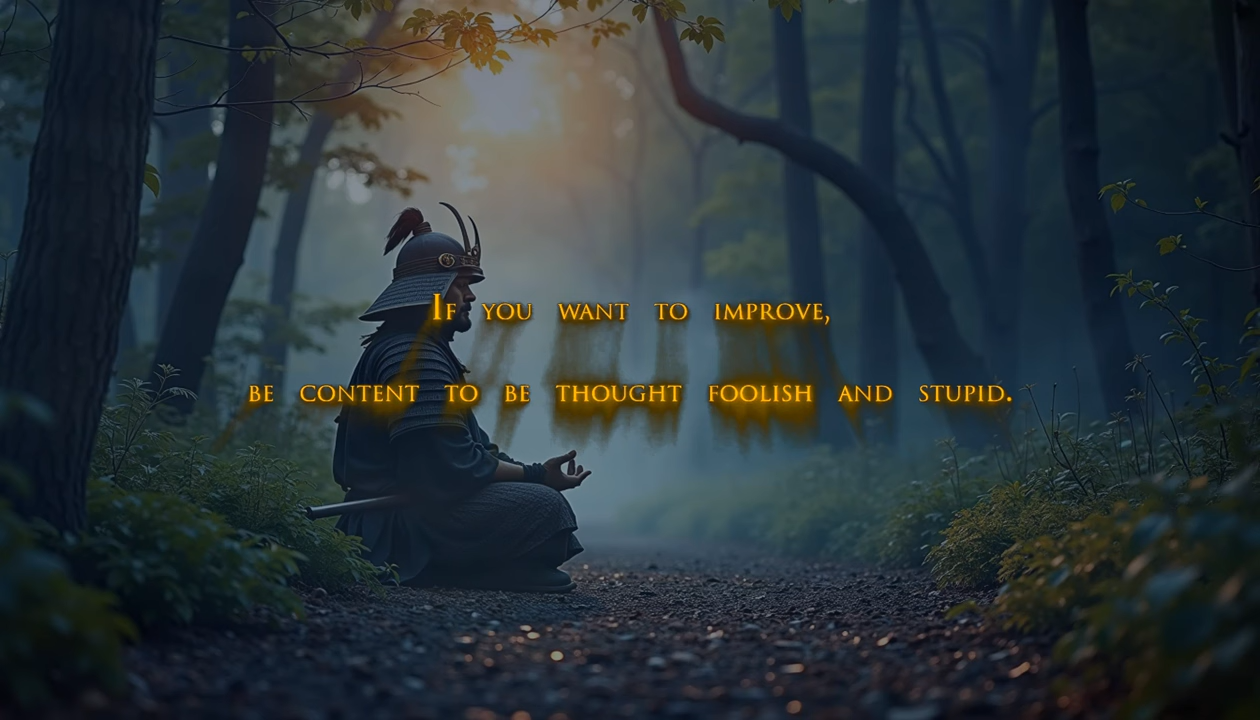 If you want to improve,
be content to be thought foolish and stupid.